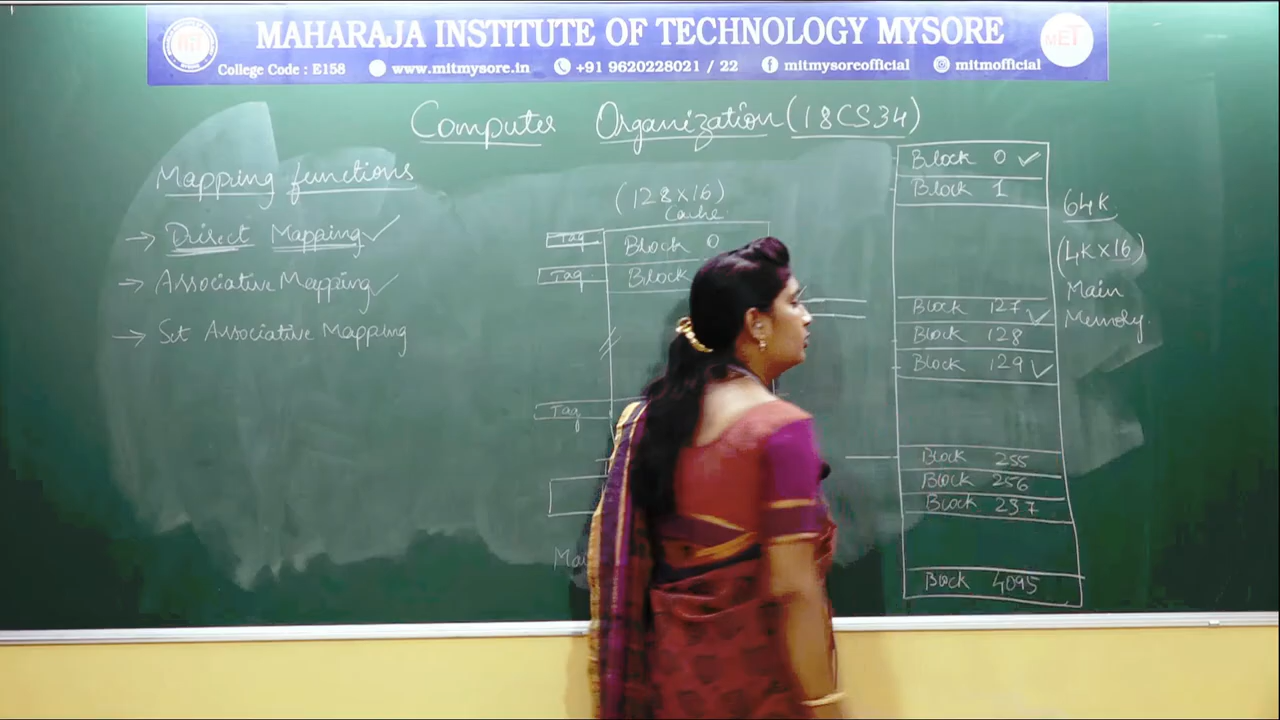 MAHARAJA INSTITUTE OF TECHNOLOGY MYSORE
College Code : E158 www.mitmysore.in +91 9620228021 / 22 mitmysoreofficial mitmofficial
MIT
MET
Computer Organization (18CS34)
Mapping functions
→ Direct Mapping ✓
→ Associative Mapping ✓
→ Set Associative Mapping
(128×16)
Cache
Tag Block 0
Tag Block
Tag
Block 0 ✓
Block 1
Block 127 ✓
Block 128
Block 129 ✓
Block 255
Block 256
Block 257
Block 4095
64K
(4K×16)
Main
Memory.